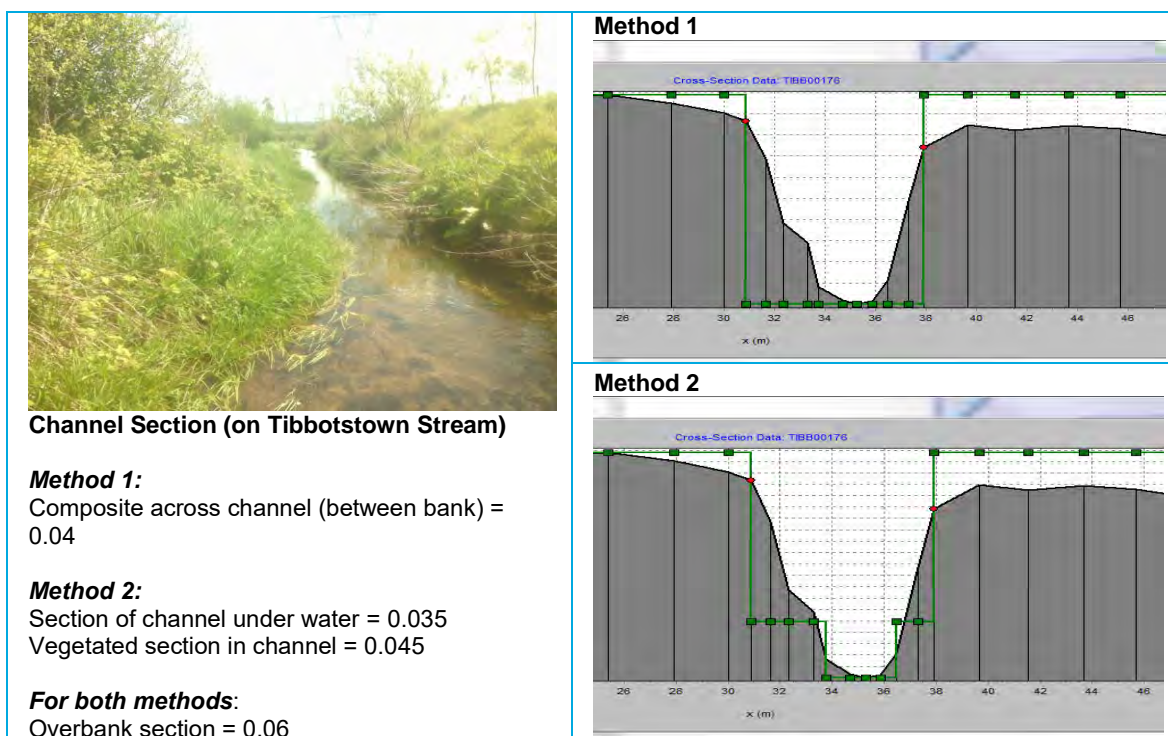 Channel Section (on Tibbotstown Stream)
Method 1:
Composite across channel (between bank) =
0.04
Method 2:
Section of channel under water = 0.035
Vegetated section in channel = 0.045
For both methods:
Overbank section = 0.06
Method 1
Cross-Section Data: TIBB00176
26 28 30 32 34 36 38 40 42 44 46
x (m)
Method 2
Cross-Section Data: TIBB00176
26 28 30 32 34 36 38 40 42 44 46
x (m)